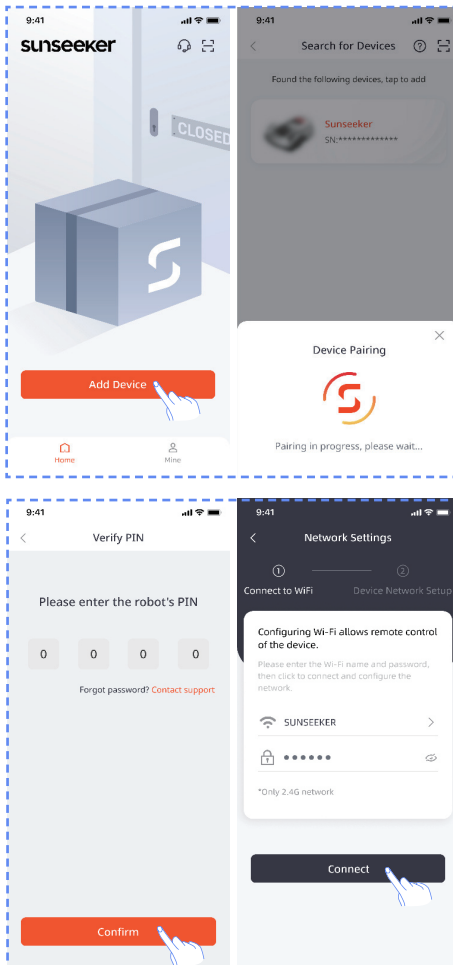 9:41
sunseeker
CLOSED
Add Device
Home
Mine
9:41
Search for Devices
Found the following devices, tap to add
Sunseeker
SN:*************
Device Pairing
Pairing in progress, please wait...
9:41
Verify PIN
Please enter the robot's PIN
0 0 0 0
Forgot password? Contact support
Confirm
9:41
Network Settings
1 2
Connect to WiFi Device Network Setup
Configuring Wi-Fi allows remote control
of the device.
Please enter the Wi-Fi name and password,
then click to connect and configure the
network.
SUNSEEKER
••••••
*Only 2.4G network
Connect